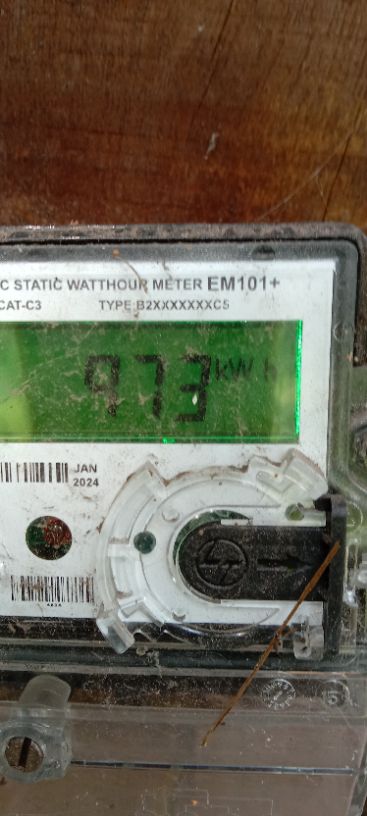 C STATIC WATTHOUR METER EM101+
CAT-C3 TYPE B2XXXXXXXC5
973 kWh
JAN
2024